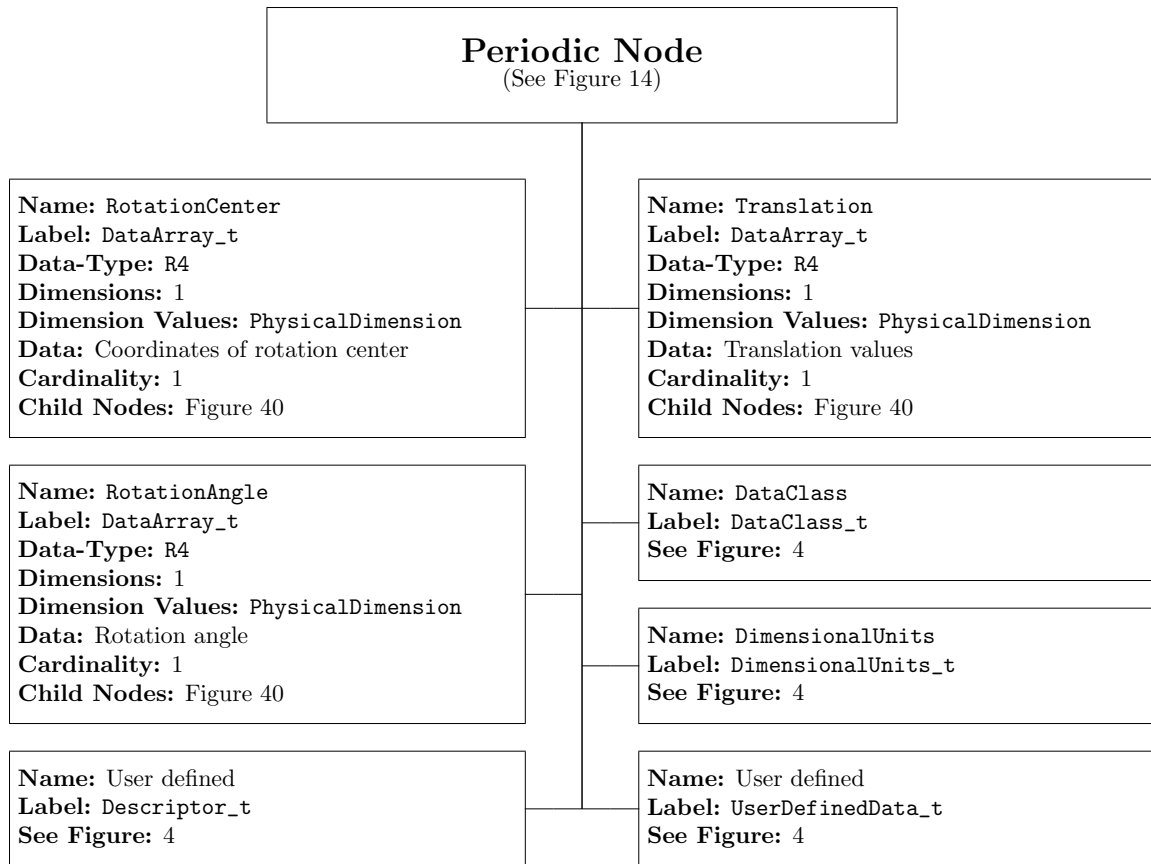 Periodic Node
(See Figure 14)
Name: RotationCenter
Label: DataArray_t
Data-Type: R4
Dimensions: 1
Dimension Values: PhysicalDimension
Data: Coordinates of rotation center
Cardinality: 1
Child Nodes: Figure 40
Name: Translation
Label: DataArray_t
Data-Type: R4
Dimensions: 1
Dimension Values: PhysicalDimension
Data: Translation values
Cardinality: 1
Child Nodes: Figure 40
Name: RotationAngle
Label: DataArray_t
Data-Type: R4
Dimensions: 1
Dimension Values: PhysicalDimension
Data: Rotation angle
Cardinality: 1
Child Nodes: Figure 40
Name: DataClass
Label: DataClass_t
See Figure: 4
Name: DimensionalUnits
Label: DimensionalUnits_t
See Figure: 4
Name: User defined
Label: Descriptor_t
See Figure: 4
Name: User defined
Label: UserDefinedData_t
See Figure: 4